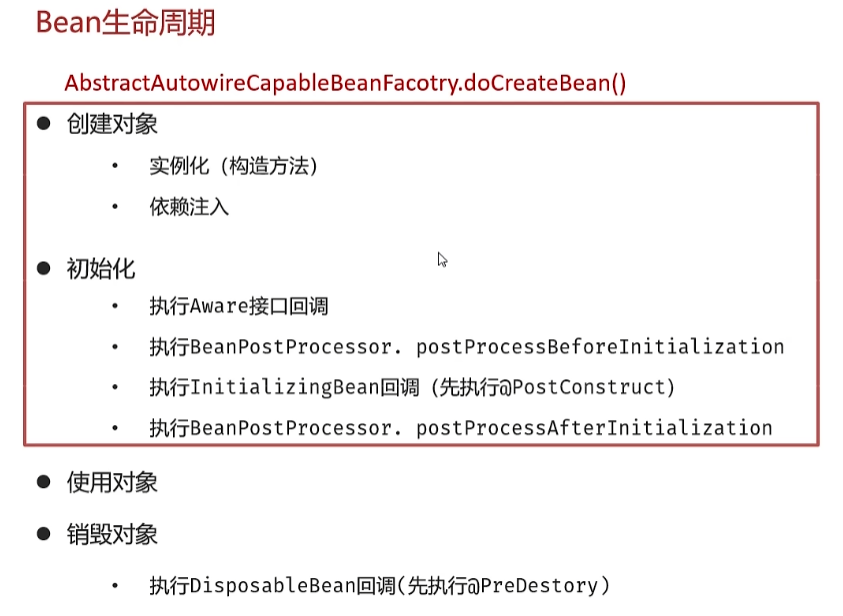 Bean生命周期
AbstractAutowireCapableBeanFacotry.doCreateBean()
● 创建对象
• 实例化（构造方法）
• 依赖注入
● 初始化
• 执行Aware接口回调
• 执行BeanPostProcessor. postProcessBeforeInitialization
• 执行InitializingBean回调（先执行@PostConstruct）
• 执行BeanPostProcessor. postProcessAfterInitialization
● 使用对象
● 销毁对象
• 执行DisposableBean回调(先执行@PreDestory)